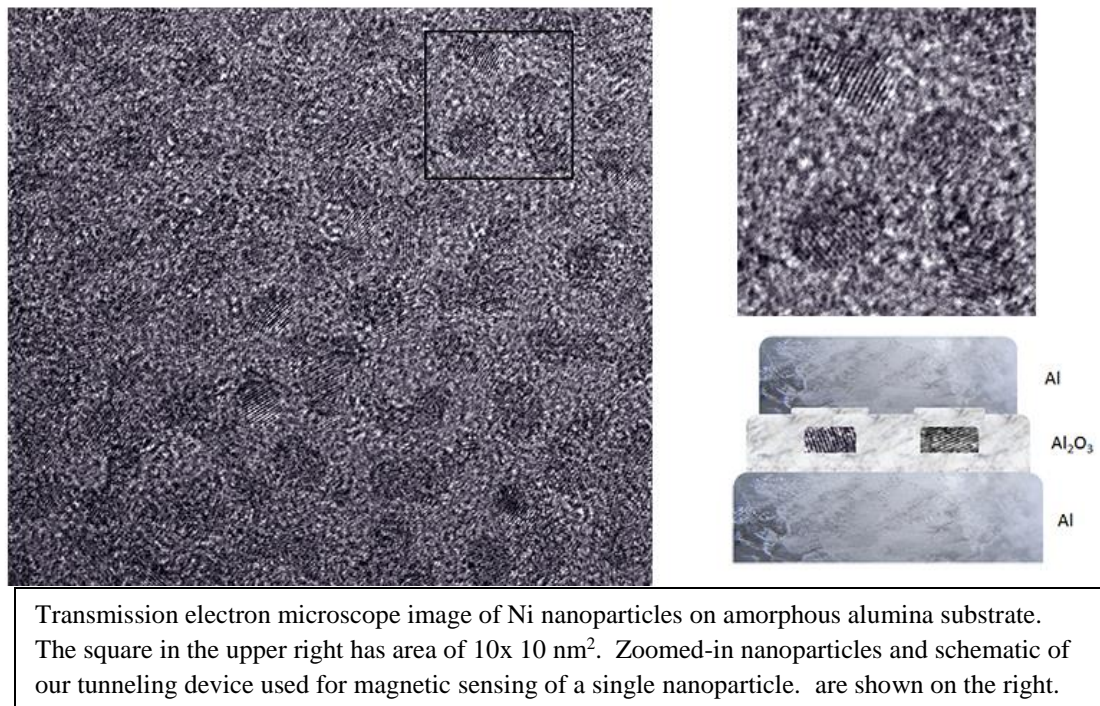 Al
Al₂O₃
Al
Transmission electron microscope image of Ni nanoparticles on amorphous alumina substrate.
The square in the upper right has area of 10x 10 nm². Zoomed-in nanoparticles and schematic of
our tunneling device used for magnetic sensing of a single nanoparticle. are shown on the right.